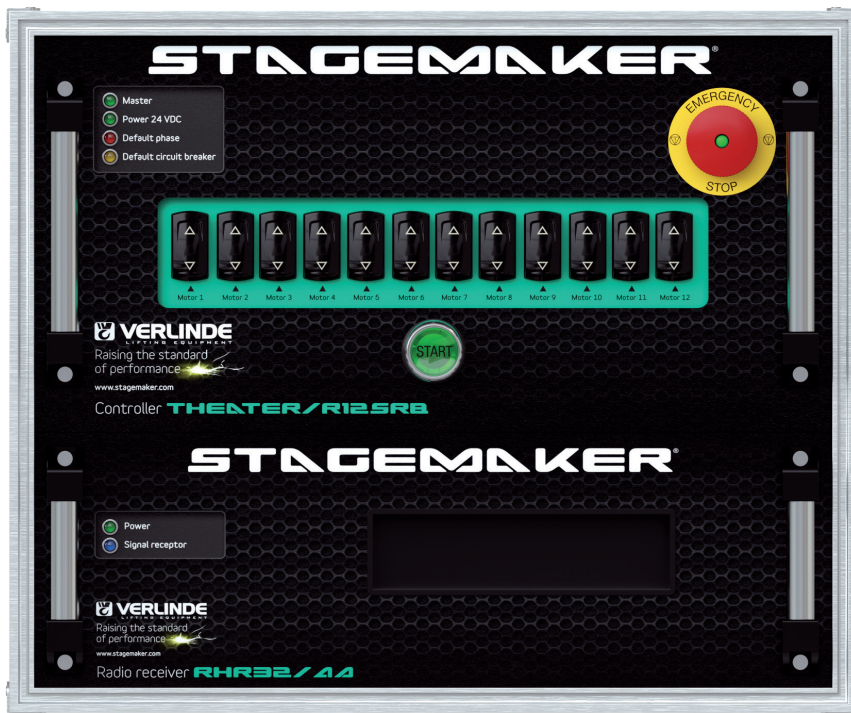 STAGEMAKER®
Master
Power 24 VDC
Default phase
Default circuit breaker
EMERGENCY
STOP
Motor 1 Motor 2 Motor 3 Motor 4 Motor 5 Motor 6 Motor 7 Motor 8 Motor 9 Motor 10 Motor 11 Motor 12
VERLINDE
LIFTING EQUIPMENT
Raising the standard
of performance
www.stagemaker.com
START
Controller THEATER/R12SRB
STAGEMAKER®
Power
Signal receptor
VERLINDE
LIFTING EQUIPMENT
Raising the standard
of performance
www.stagemaker.com
Radio receiver RHR32/AA